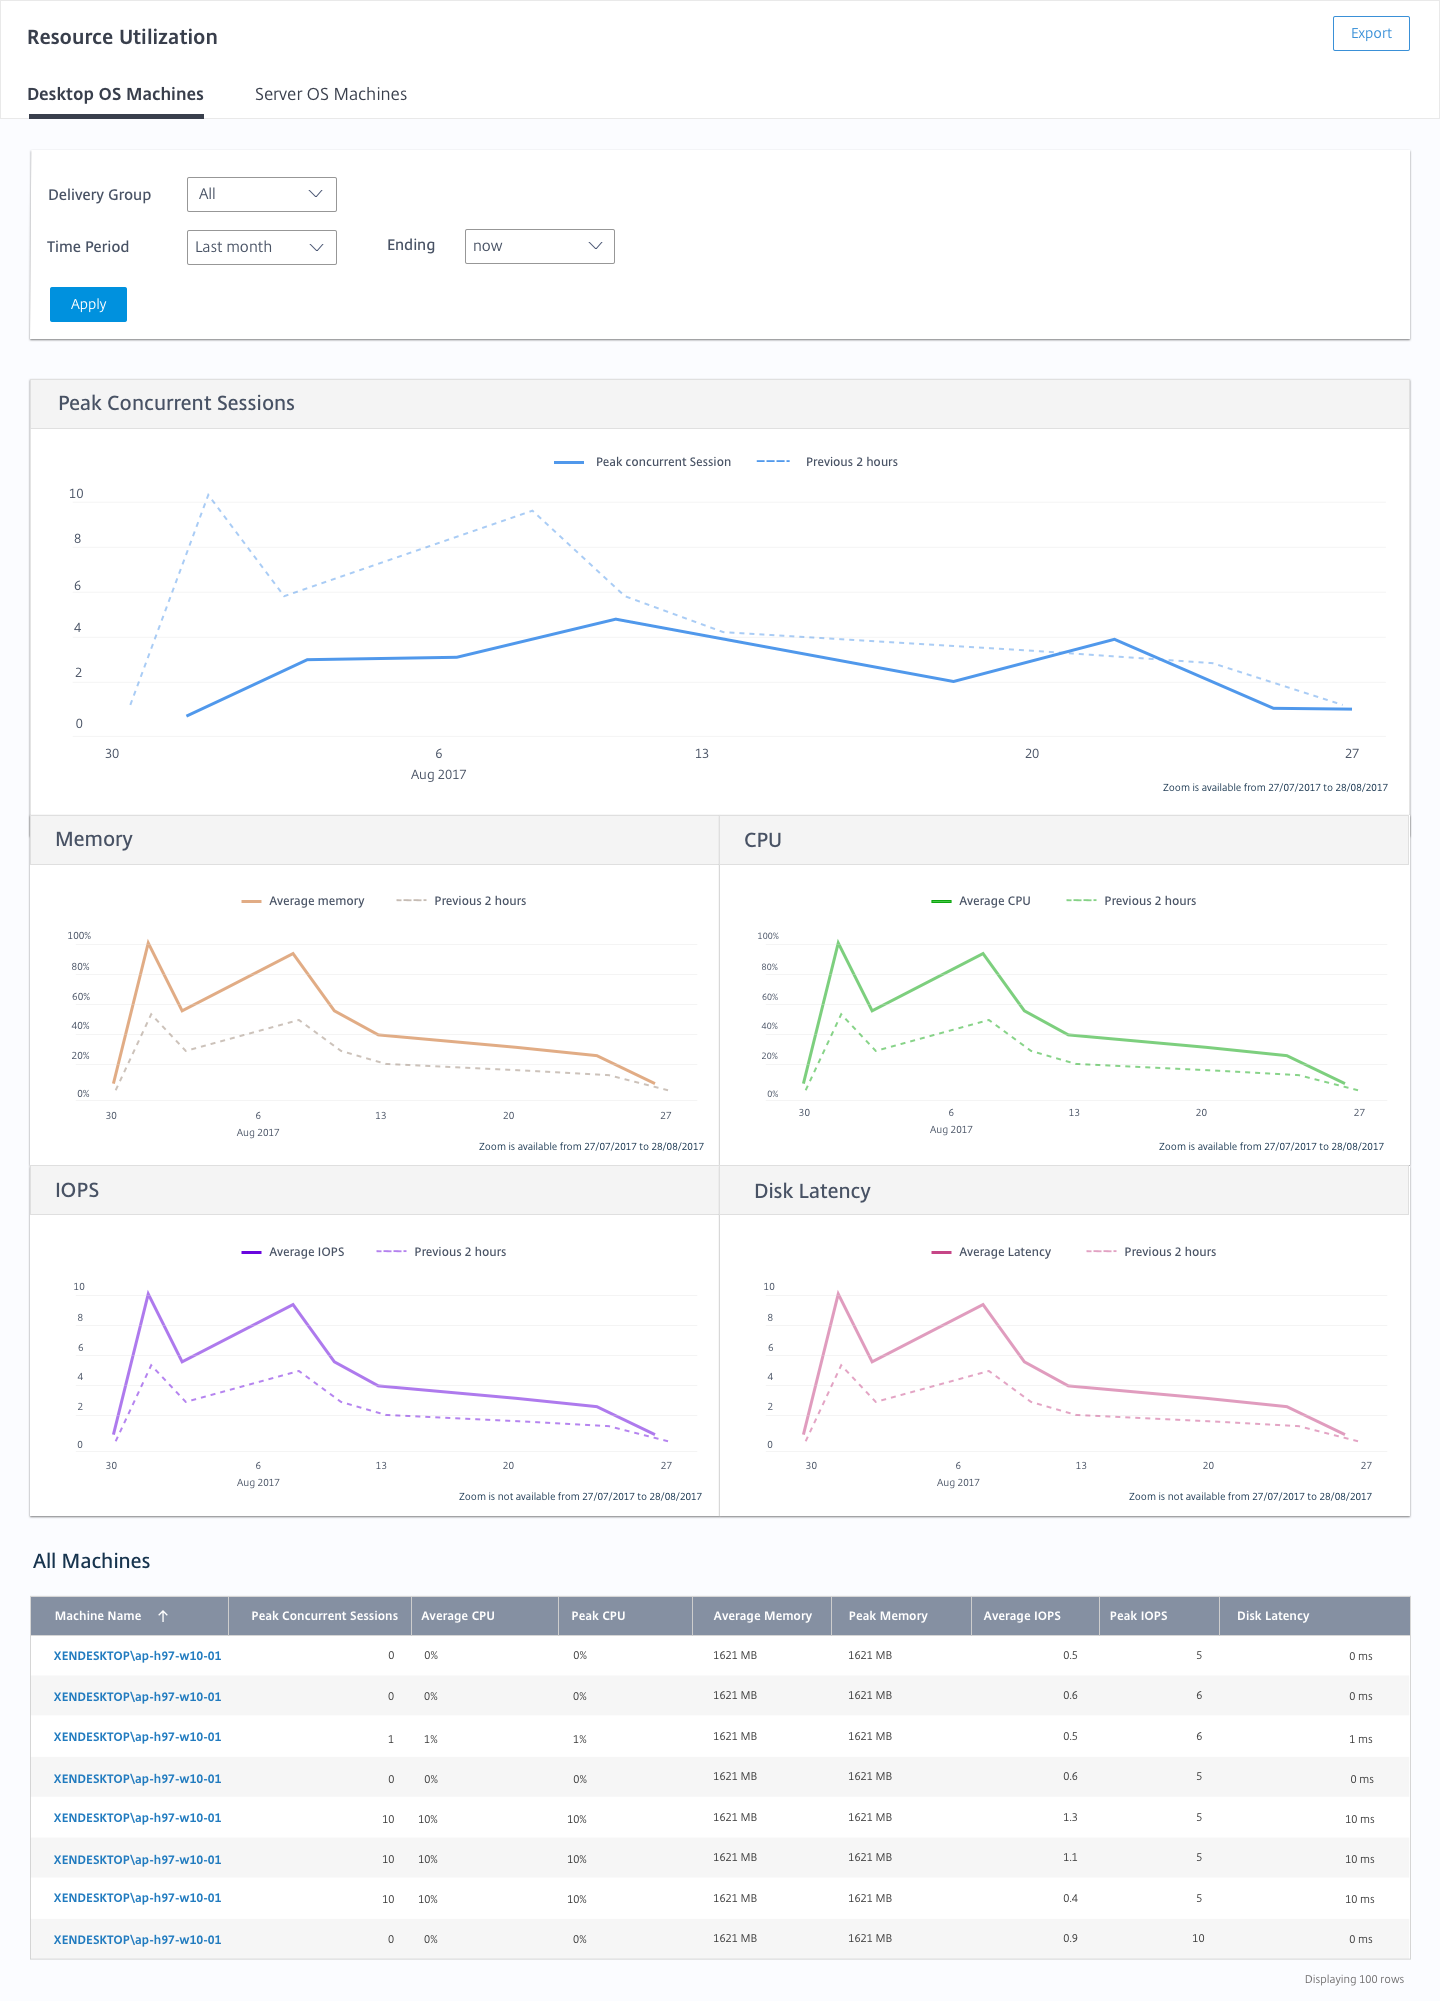 Resource Utilization
Export
Desktop OS Machines Server OS Machines
Delivery Group All
Time Period Last month Ending now
Apply
Peak Concurrent Sessions
Peak concurrent Session Previous 2 hours
10
8
6
4
2
0
30 6 13 20 27
Aug 2017
Zoom is available from 27/07/2017 to 28/08/2017
Memory
Average memory Previous 2 hours
100%
80%
60%
40%
20%
0%
30 6 13 20 27
Aug 2017
Zoom is available from 27/07/2017 to 28/08/2017
CPU
Average CPU Previous 2 hours
100%
80%
60%
40%
20%
0%
30 6 13 20 27
Aug 2017
Zoom is available from 27/07/2017 to 28/08/2017
IOPS
Average IOPS Previous 2 hours
10
8
6
4
2
0
30 6 13 20 27
Aug 2017
Zoom is not available from 27/07/2017 to 28/08/2017
Disk Latency
Average Latency Previous 2 hours
10
8
6
4
2
0
30 6 13 20 27
Aug 2017
Zoom is not available from 27/07/2017 to 28/08/2017
All Machines
Machine Name Peak Concurrent Sessions Average CPU Peak CPU Average Memory Peak Memory Average IOPS Peak IOPS Disk Latency
XENDESKTOP\ap-h97-w10-01 0 0% 0% 1621 MB 1621 MB 0.5 5 0 ms
XENDESKTOP\ap-h97-w10-01 0 0% 0% 1621 MB 1621 MB 0.6 6 0 ms
XENDESKTOP\ap-h97-w10-01 1 1% 1% 1621 MB 1621 MB 0.5 6 1 ms
XENDESKTOP\ap-h97-w10-01 0 0% 0% 1621 MB 1621 MB 0.6 5 0 ms
XENDESKTOP\ap-h97-w10-01 10 10% 10% 1621 MB 1621 MB 1.3 5 10 ms
XENDESKTOP\ap-h97-w10-01 10 10% 10% 1621 MB 1621 MB 1.1 5 10 ms
XENDESKTOP\ap-h97-w10-01 10 10% 10% 1621 MB 1621 MB 0.4 5 10 ms
XENDESKTOP\ap-h97-w10-01 0 0% 0% 1621 MB 1621 MB 0.9 10 0 ms
Displaying 100 rows